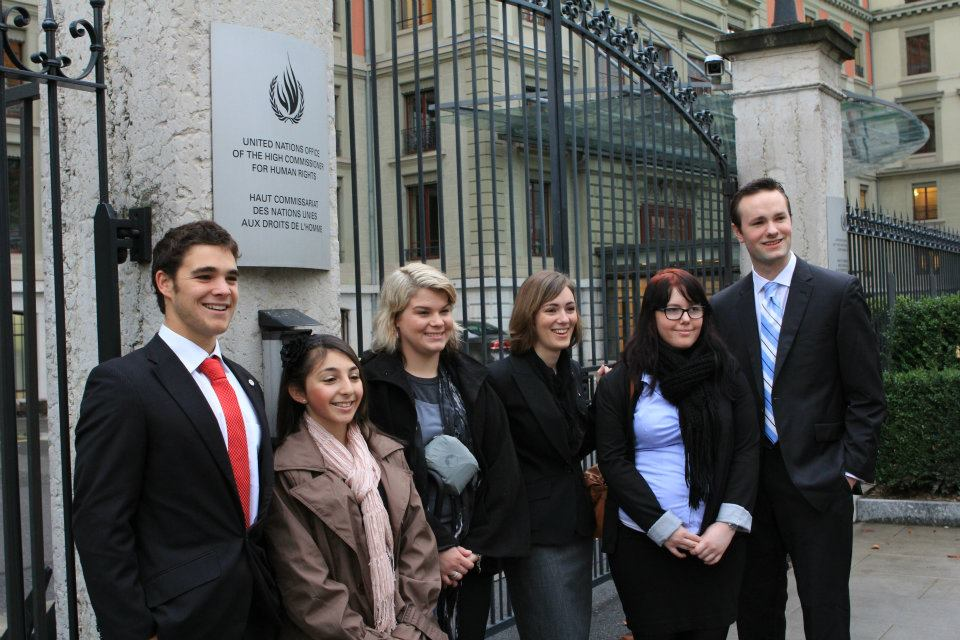 UNITED NATIONS OFFICE
OF THE HIGH COMMISSIONER
FOR HUMAN RIGHTS
HAUT COMMISSARIAT
DES NATIONS UNIES
AUX DROITS DE L'HOMME